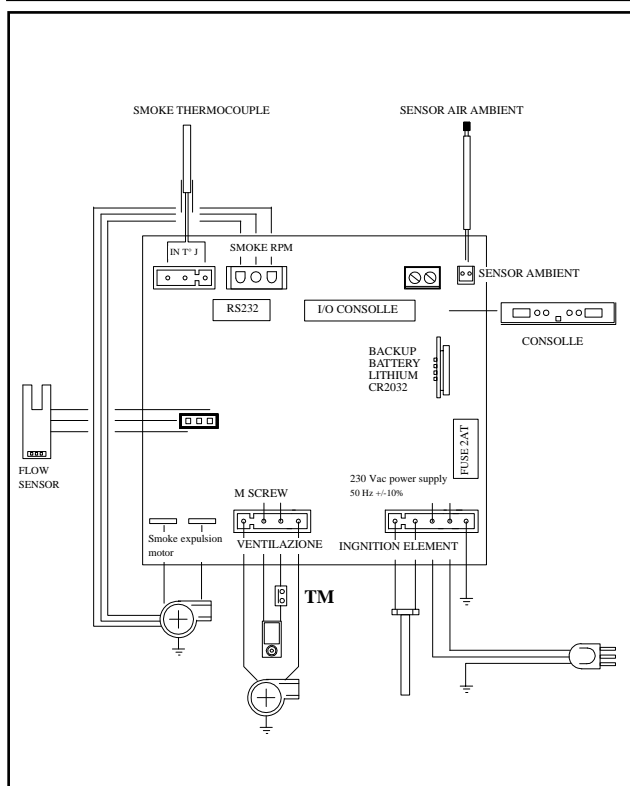 SMOKE THERMOCOUPLE
SENSOR AIR AMBIENT
IN T° J
SMOKE RPM
SENSOR AMBIENT
RS232
I/O CONSOLLE
CONSOLLE
BACKUP
BATTERY
LITHIUM
CR2032
FUSE 2AT
FLOW
SENSOR
230 Vac power supply
50 Hz +/-10%
M SCREW
Smoke expulsion
motor
VENTILAZIONE
INGNITION ELEMENT
TM